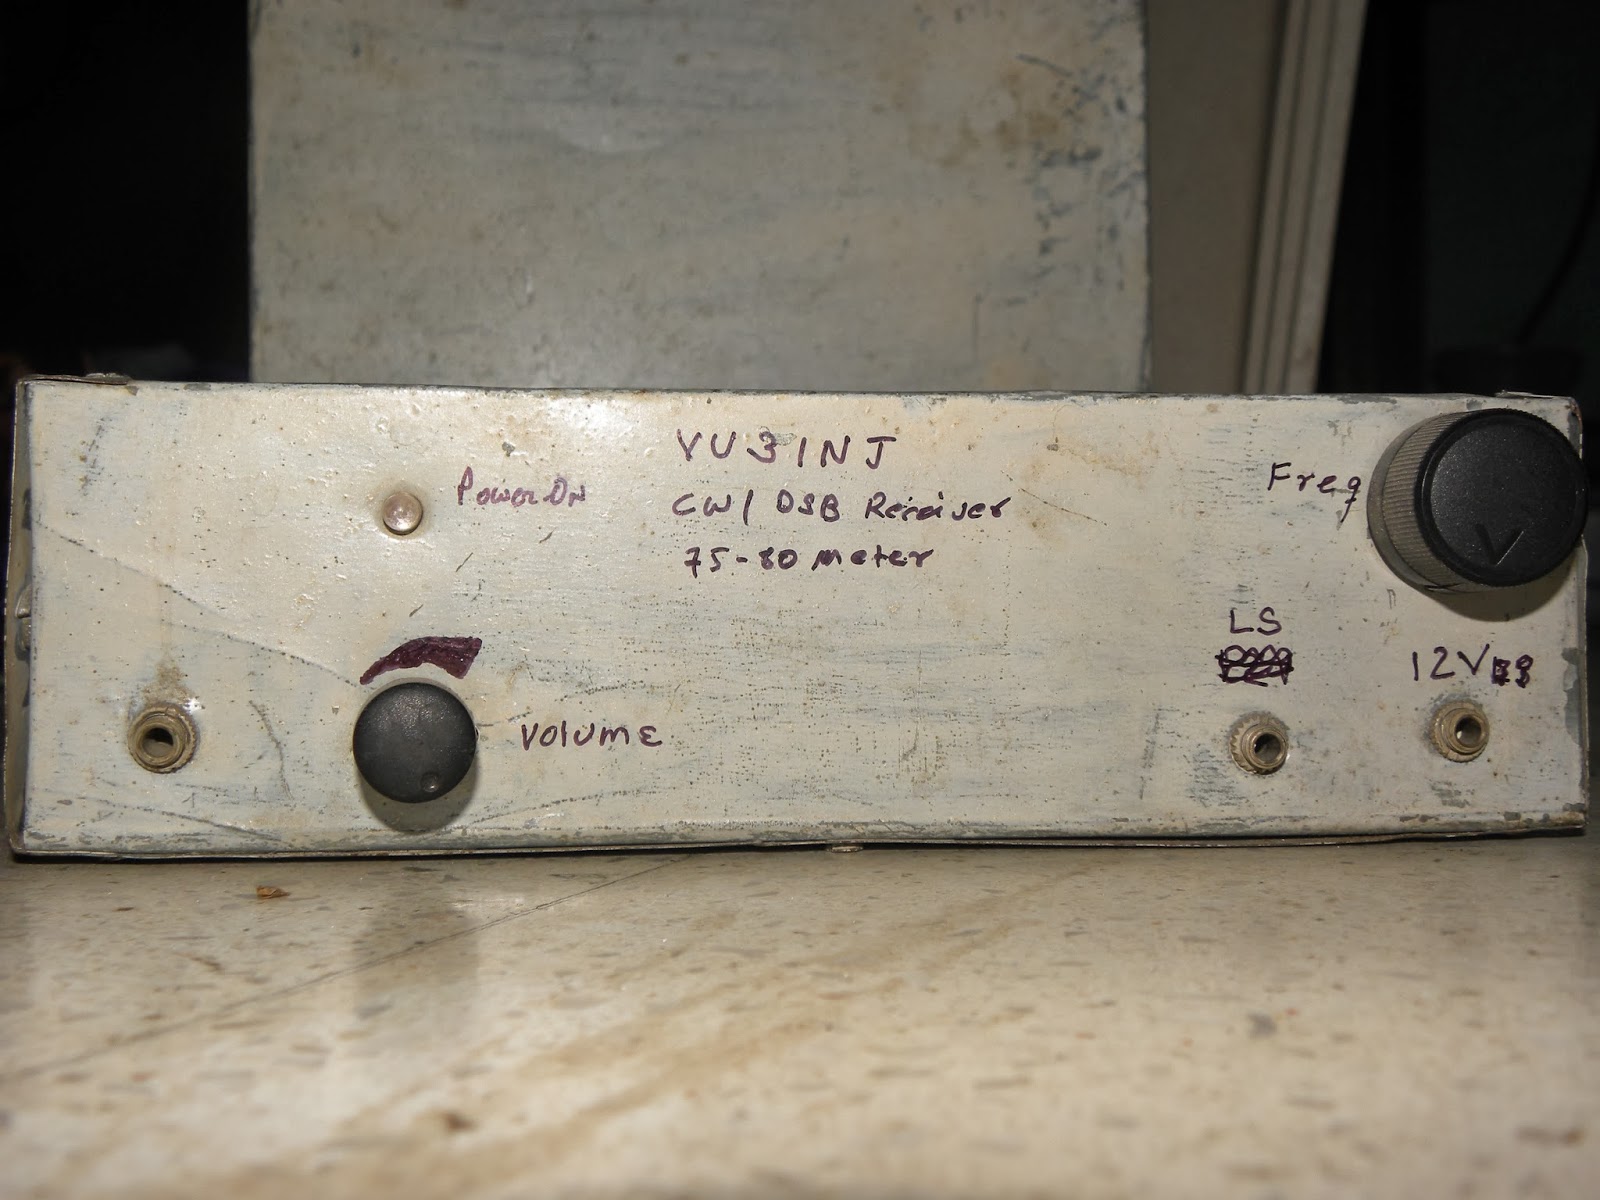 VU3INJ
Power ON
CW/ DSB Receiver
75-80 meter
Freq
LS
12V
Volume